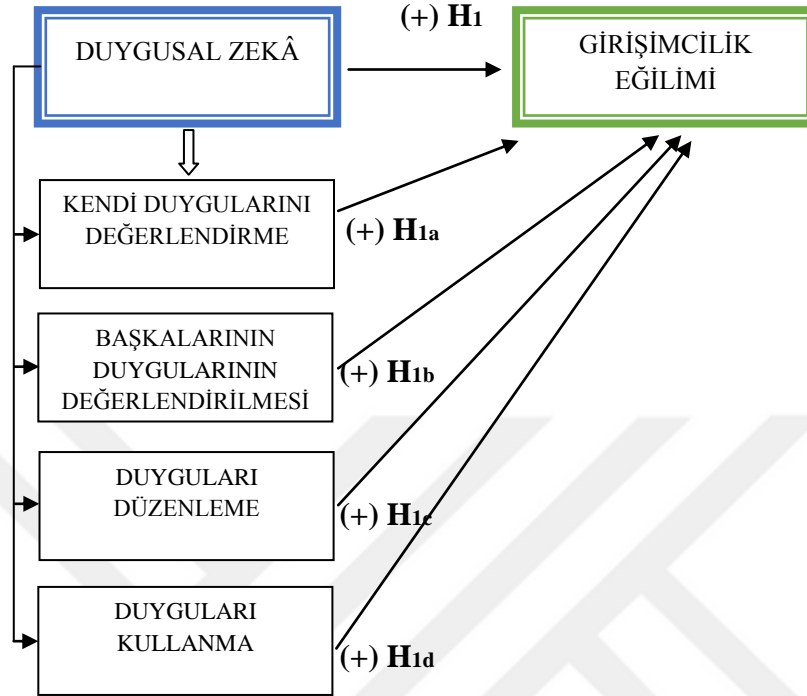 (+) H1
DUYGUSAL ZEKÂ
GİRİŞİMCİLİK
EĞİLİMİ
KENDİ DUYGULARINI
DEĞERLENDİRME
(+) H1a
BAŞKALARININ
DUYGULARININ
DEĞERLENDİRİLMESİ
(+) H1b
DUYGULARI
DÜZENLEME
(+) H1c
DUYGULARI
KULLANMA
(+) H1d